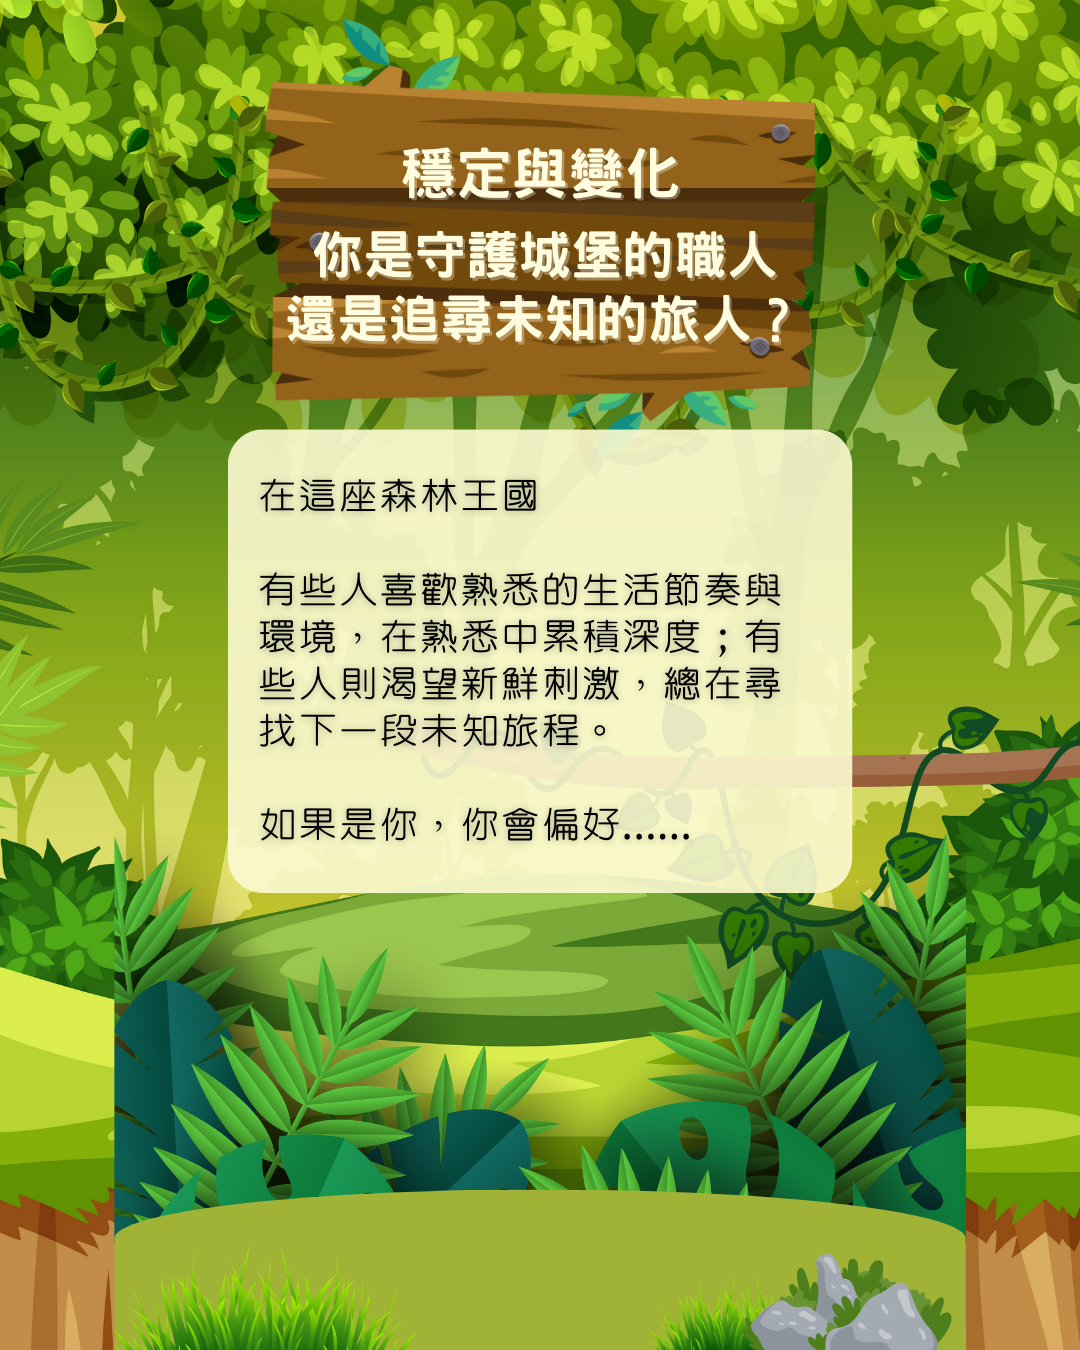 穩定與變化
你是守護城堡的職人
還是追尋未知的旅人？
在這座森林王國
有些人喜歡熟悉的生活節奏與
環境，在熟悉中累積深度；有
些人則渴望新鮮刺激，總在尋
找下一段未知旅程。
如果是你，你會偏好......